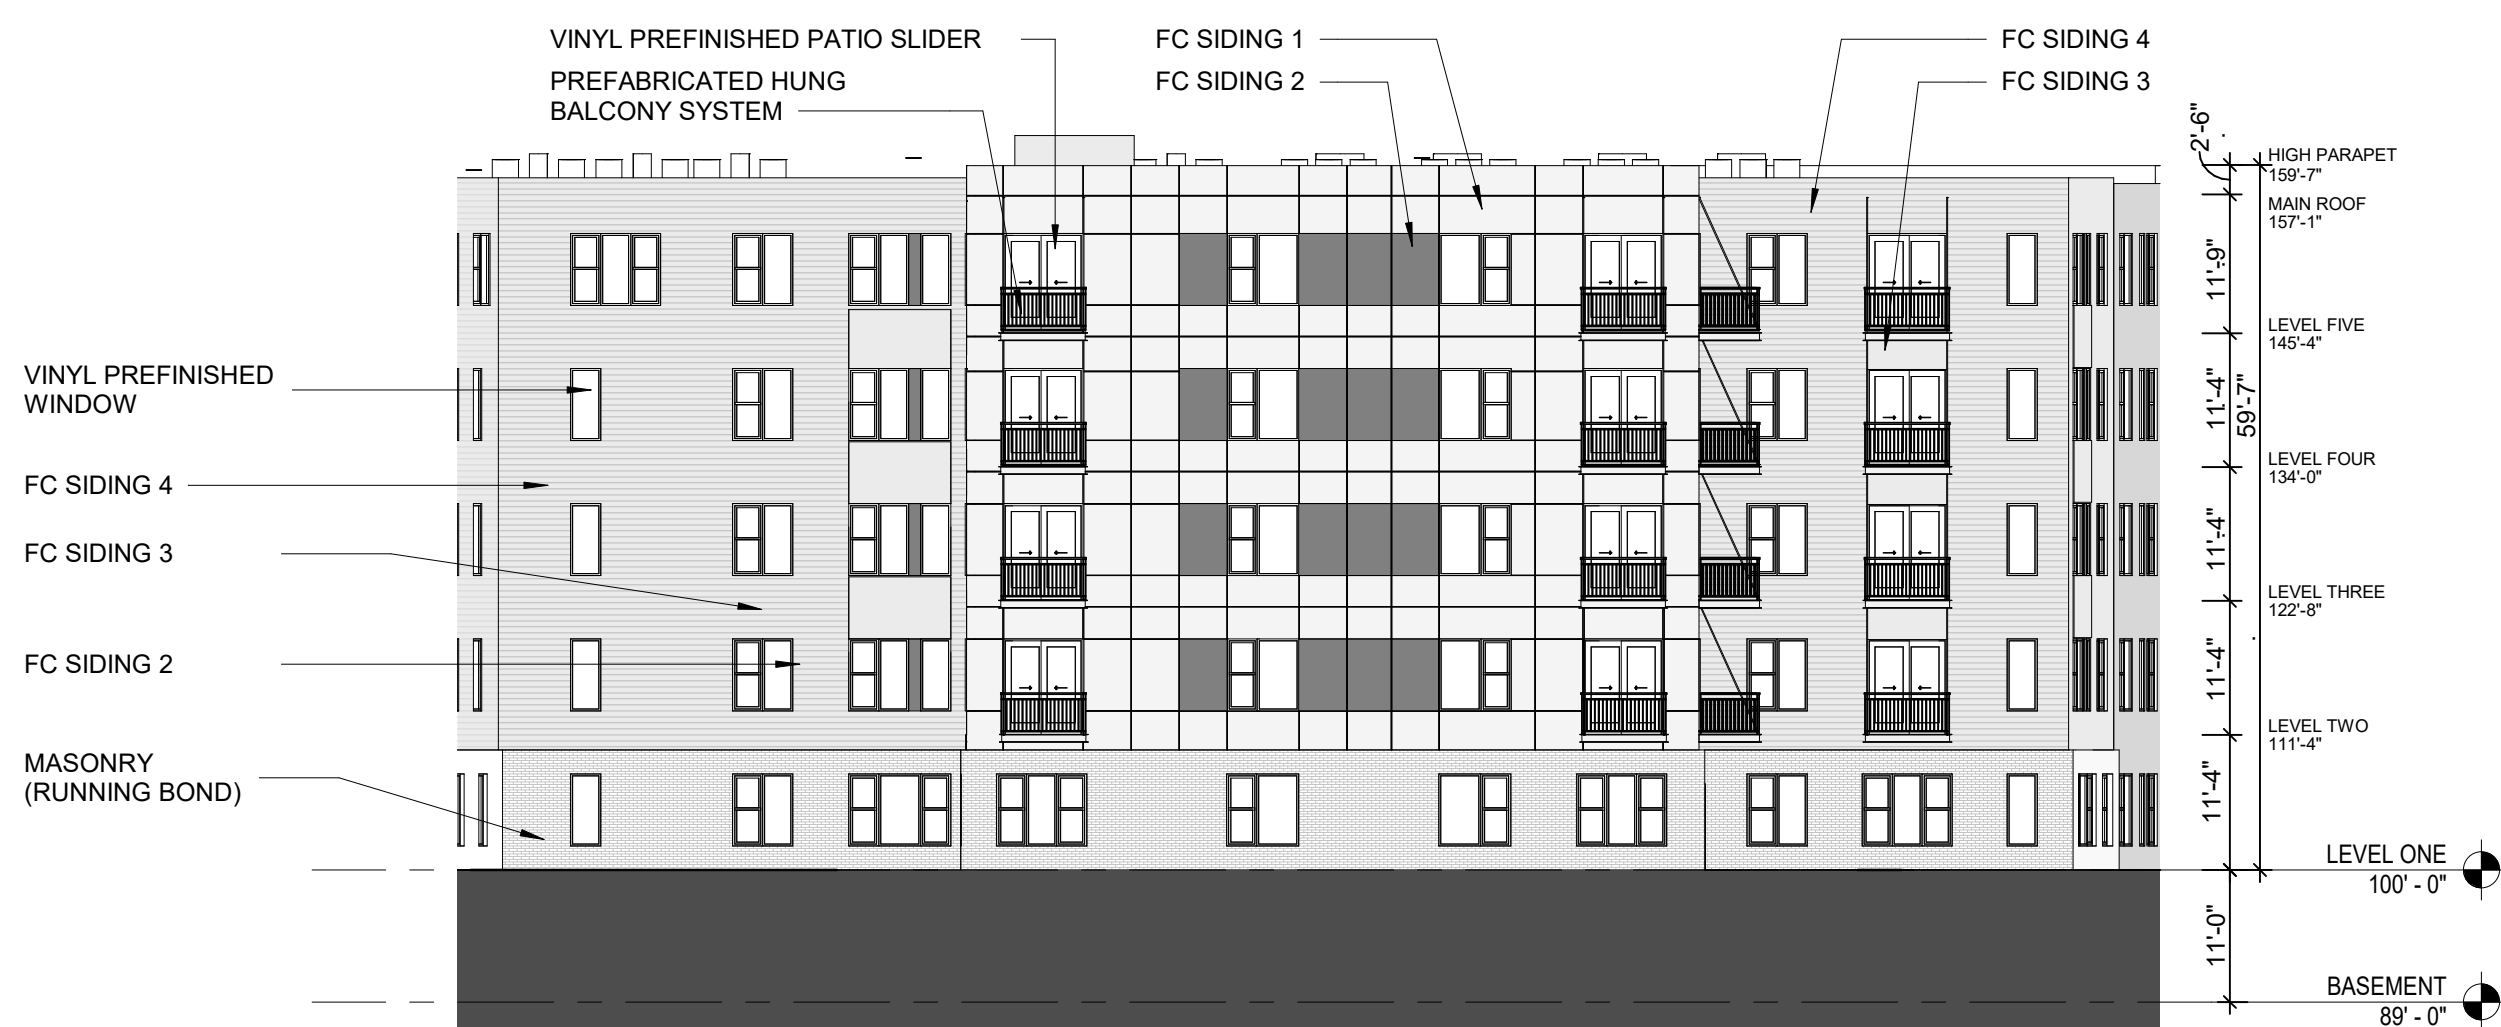 VINYL PREFINISHED PATIO SLIDER
PREFABRICATED HUNG
BALCONY SYSTEM
FC SIDING 1
FC SIDING 2
FC SIDING 4
FC SIDING 3
VINYL PREFINISHED
WINDOW
FC SIDING 4
FC SIDING 3
FC SIDING 2
MASONRY
(RUNNING BOND)
2'-6"
11'-9"
11'-4"
11'-4"
11'-4"
11'-4"
11'-0"
59'-7"
HIGH PARAPET
159'-7"
MAIN ROOF
157'-1"
LEVEL FIVE
145'-4"
LEVEL FOUR
134'-0"
LEVEL THREE
122'-8"
LEVEL TWO
111'-4"
LEVEL ONE
100' - 0"
BASEMENT
89' - 0"